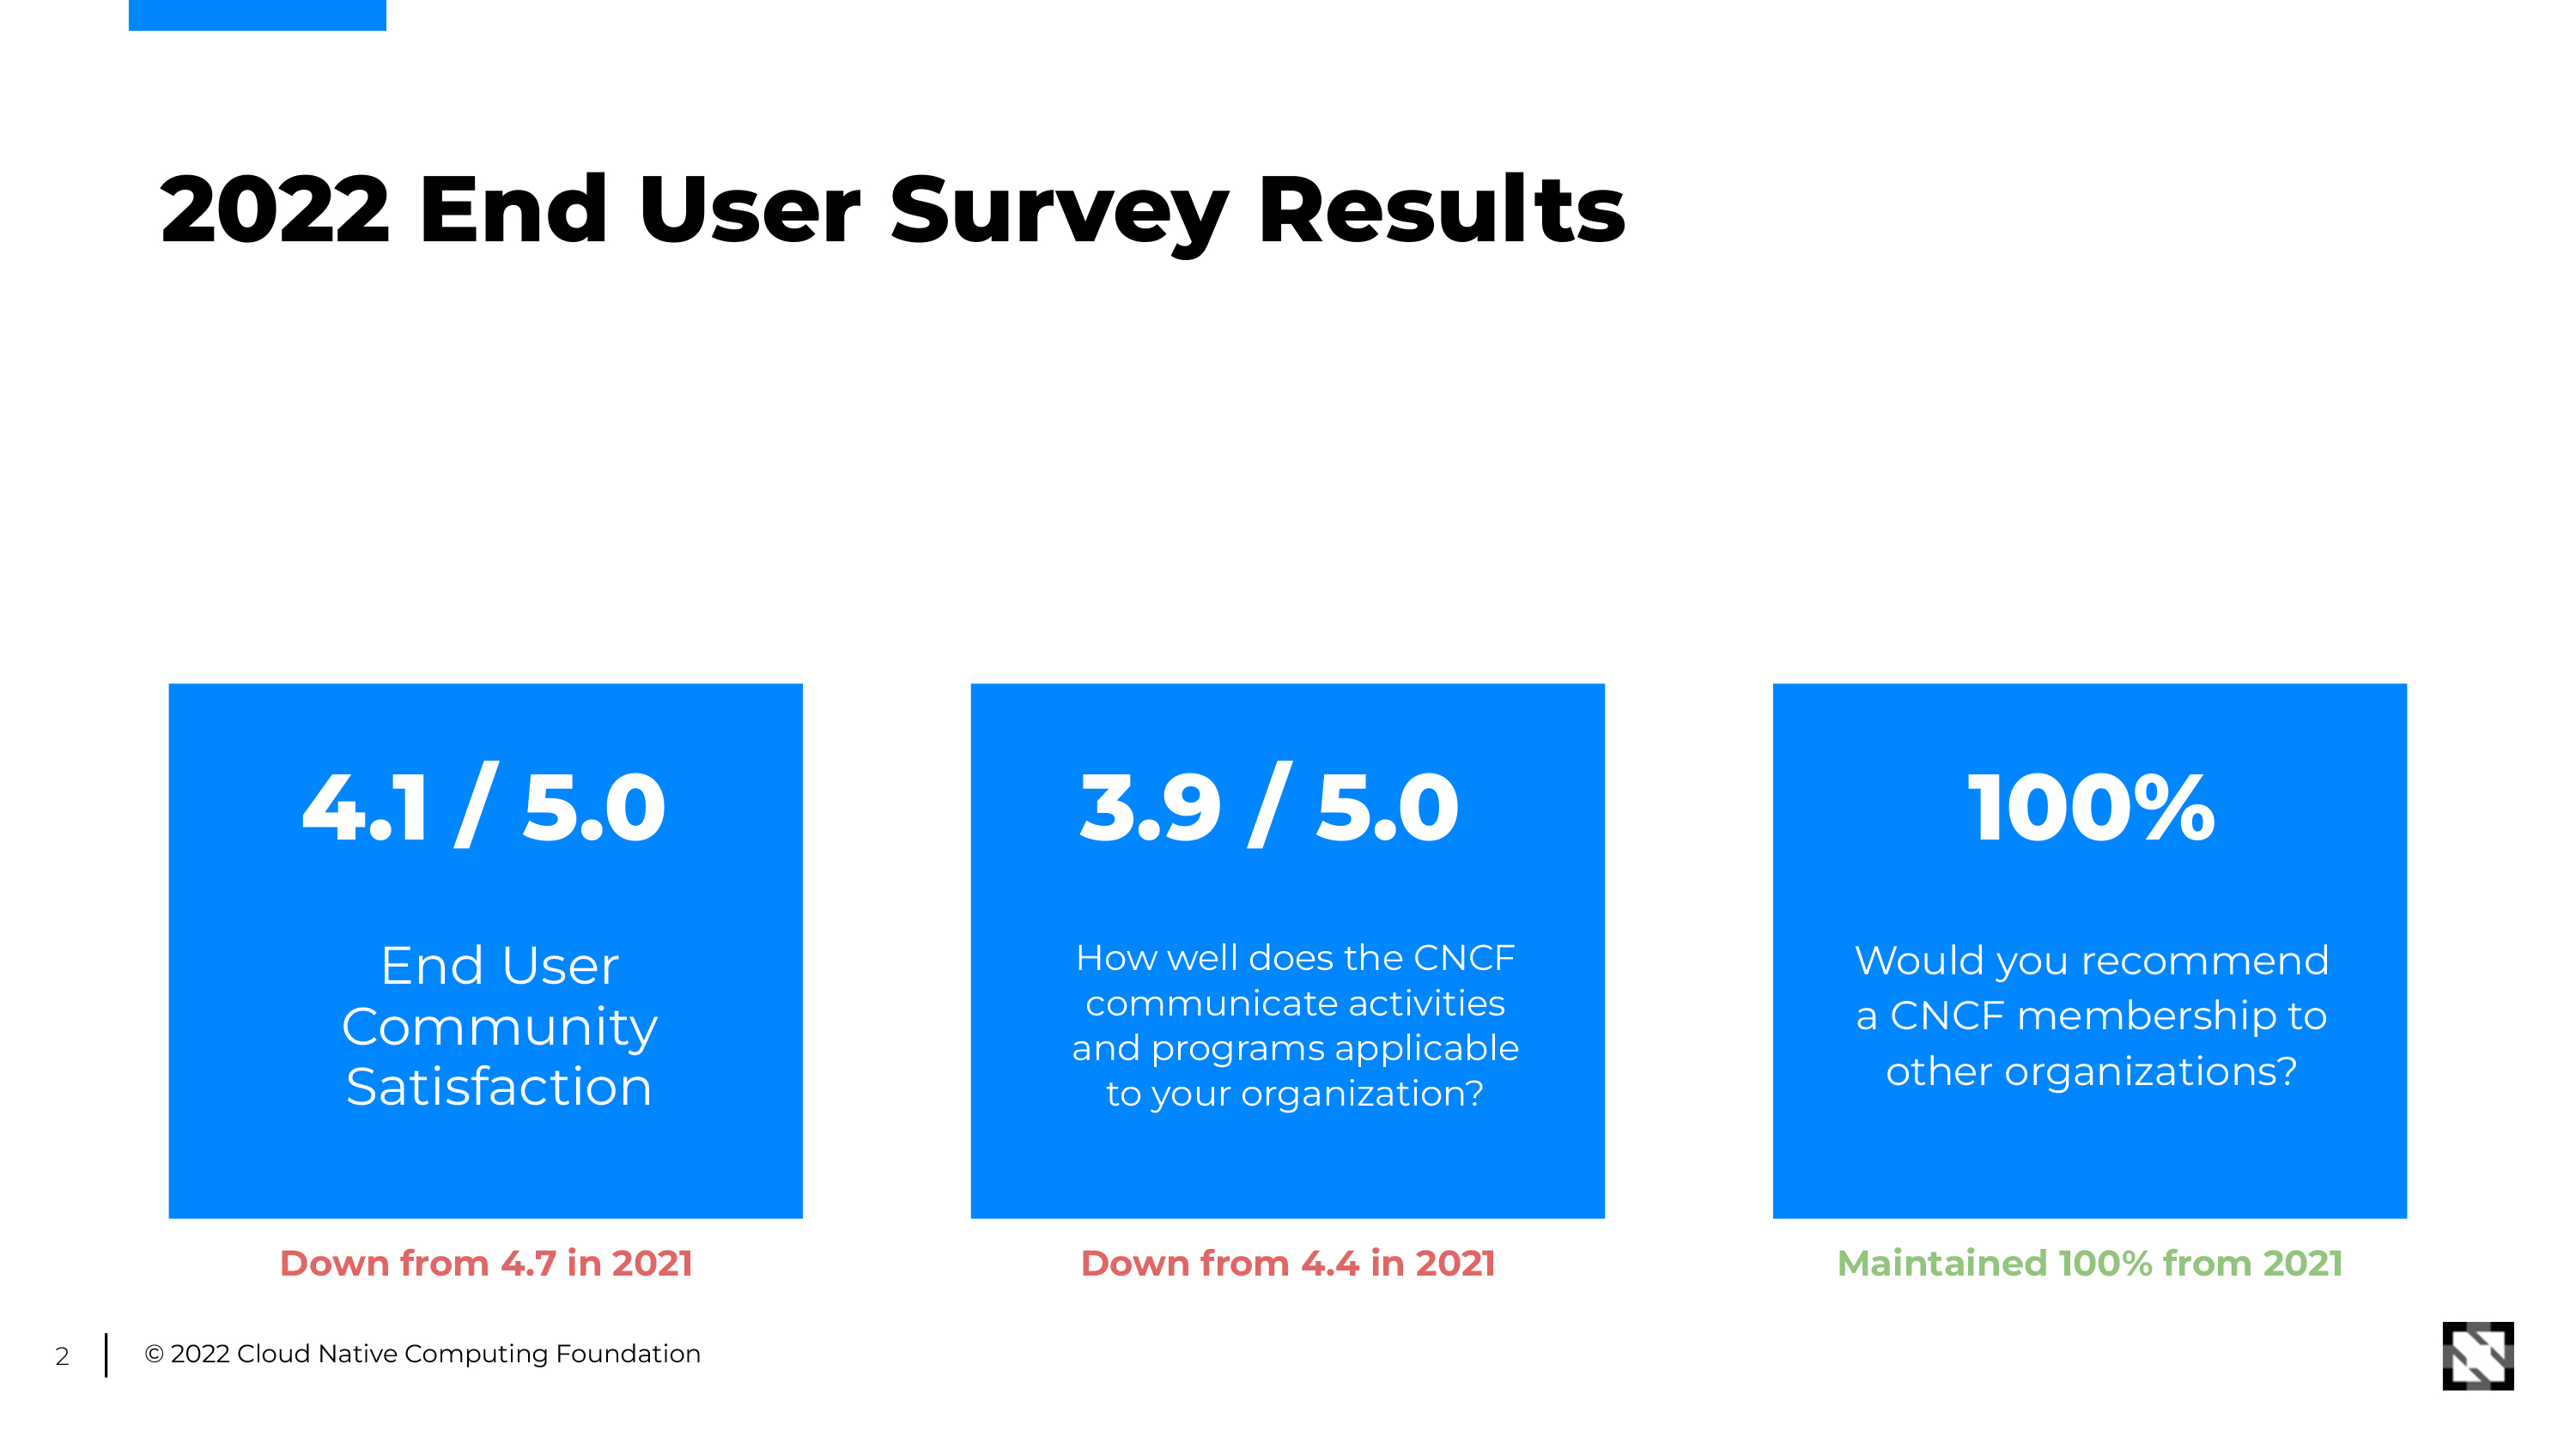 2022 End User Survey Results
4.1 / 5.0
End User
Community
Satisfaction
Down from 4.7 in 2021
3.9 / 5.0
How well does the CNCF
communicate activities
and programs applicable
to your organization?
Down from 4.4 in 2021
100%
Would you recommend
a CNCF membership to
other organizations?
Maintained 100% from 2021
2
© 2022 Cloud Native Computing Foundation